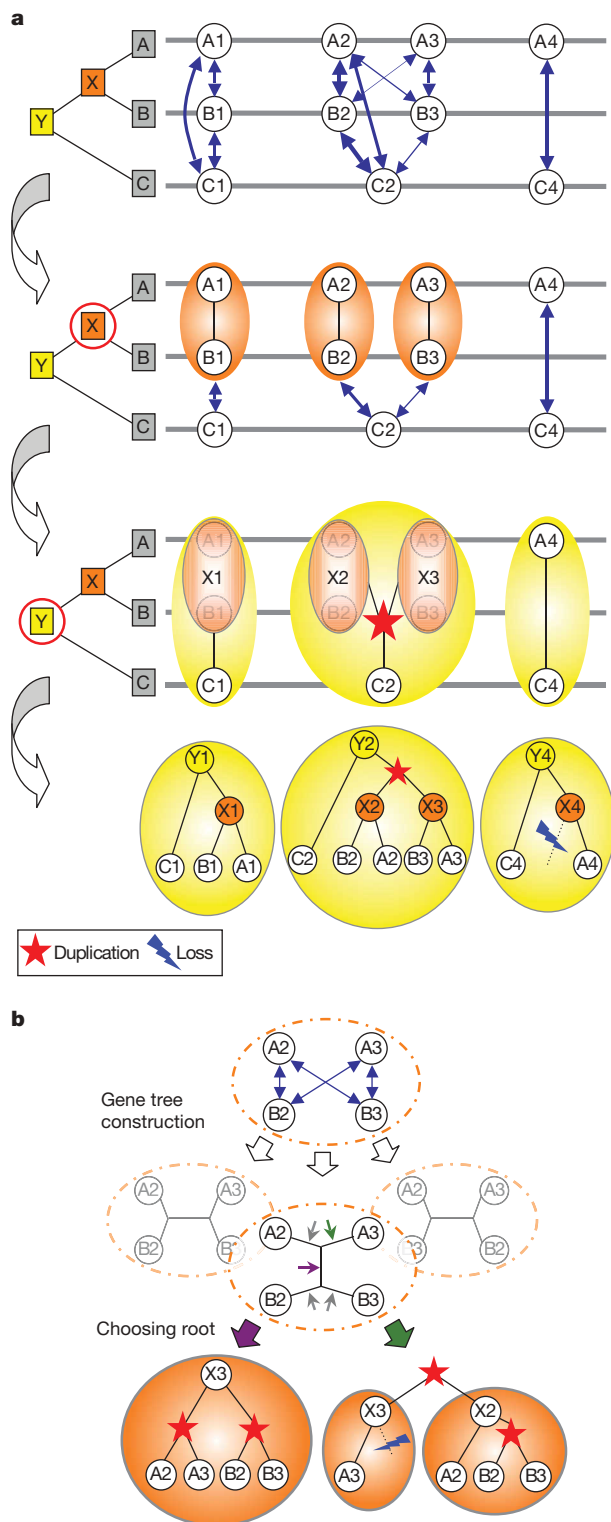 a
A A1 A2 A3 A4
X
B B1 B2 B3
Y
C C1 C2 C4
A A1 A2 A3 A4
X
B B1 B2 B3
Y
C C1 C2 C4
A A1 A2 A3 A4
X X1 X2 X3
B B1 B2 B3
Y
C C1 C2 C4
Y1 Y2 Y4
X1 X2 X3 X4
C1 B1 A1 C2 B2 A2 B3 A3 C4 A4
Duplication Loss
b
A2 A3
Gene tree
construction
B2 B3
A2 A3 A2 A3 A2 A3
B2 B3 B2 B3 B3 B2
Choosing root
X3 X3 X2
A2 A3 B2 B3 A3 A2 B2 B3